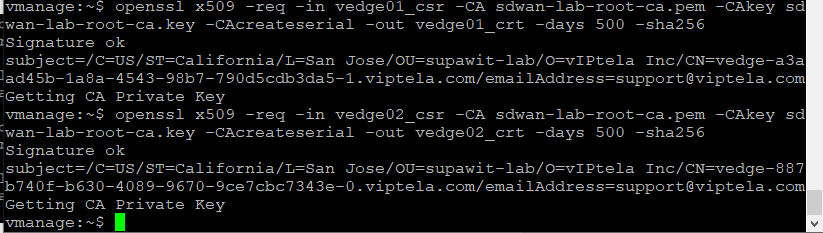 vmanage:~$ openssl x509 -req -in vedge01_csr -CA sdwan-lab-root-ca.pem -CAkey sd
wan-lab-root-ca.key -CAcreateserial -out vedge01_crt -days 500 -sha256
Signature ok
subject=/C=US/ST=California/L=San Jose/OU=supawit-lab/O=vIPtela Inc/CN=vedge-a3a
ad45b-1a8a-4543-98b7-790d5cdb3da5-1.viptela.com/emailAddress=support@viptela.com
Getting CA Private Key
vmanage:~$ openssl x509 -req -in vedge02_csr -CA sdwan-lab-root-ca.pem -CAkey sd
wan-lab-root-ca.key -CAcreateserial -out vedge02_crt -days 500 -sha256
Signature ok
subject=/C=US/ST=California/L=San Jose/OU=supawit-lab/O=vIPtela Inc/CN=vedge-887
b740f-b630-4089-9670-9ce7cbc7343e-0.viptela.com/emailAddress=support@viptela.com
Getting CA Private Key
vmanage:~$